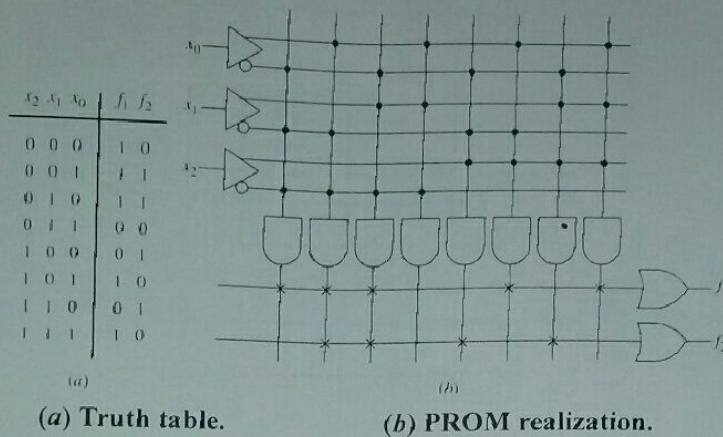 x₂ x₁ x₀ f₁ f₂
0 0 0 1 0
0 0 1 1 1
0 1 0 1 1
0 1 1 0 0
1 0 0 0 1
1 0 1 1 0
1 1 0 0 1
1 1 1 1 0
(a)
x₀
x₁
x₂
f
f₂
(b)
(a) Truth table.
(b) PROM realization.